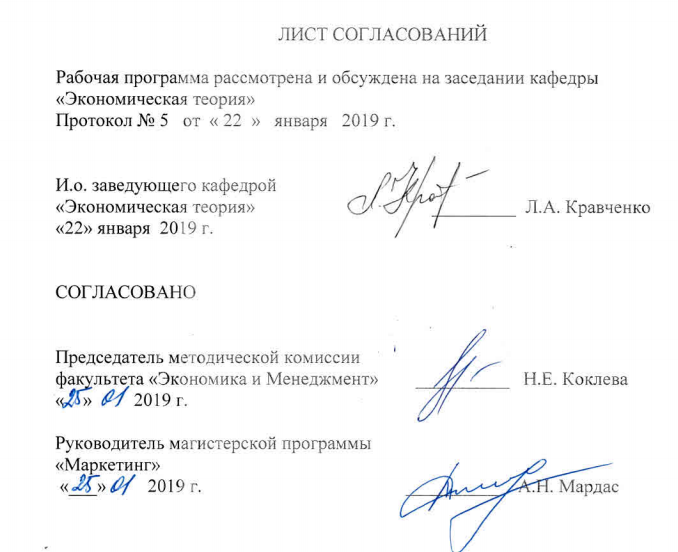 ЛИСТ СОГЛАСОВАНИЙ
Рабочая программа рассмотрена и обсуждена на заседании кафедры
«Экономическая теория»
Протокол № 5 от « 22 » января 2019 г.
И.о. заведующего кафедрой
«Экономическая теория» Л.А. Кравченко
«22» января 2019 г.
СОГЛАСОВАНО
Председатель методической комиссии
факультета «Экономика и Менеджмент» Н.Е. Коклева
«25» 01 2019 г.
Руководитель магистерской программы
«Маркетинг»
«25» 01 2019 г. А.Н. Мардас